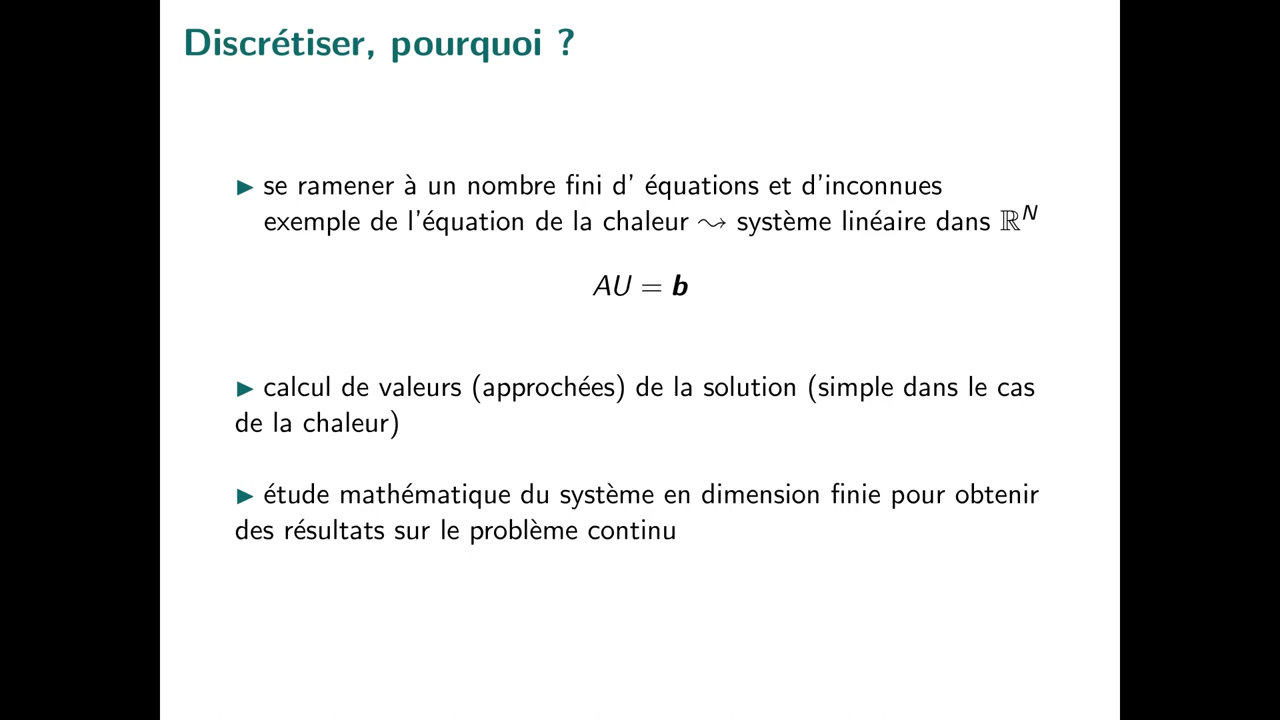 Discrétiser, pourquoi ?
▶ se ramener à un nombre fini d' équations et d'inconnues
exemple de l'équation de la chaleur ⇝ système linéaire dans ℝᴺ
AU = b
▶ calcul de valeurs (approchées) de la solution (simple dans le cas
de la chaleur)
▶ étude mathématique du système en dimension finie pour obtenir
des résultats sur le problème continu